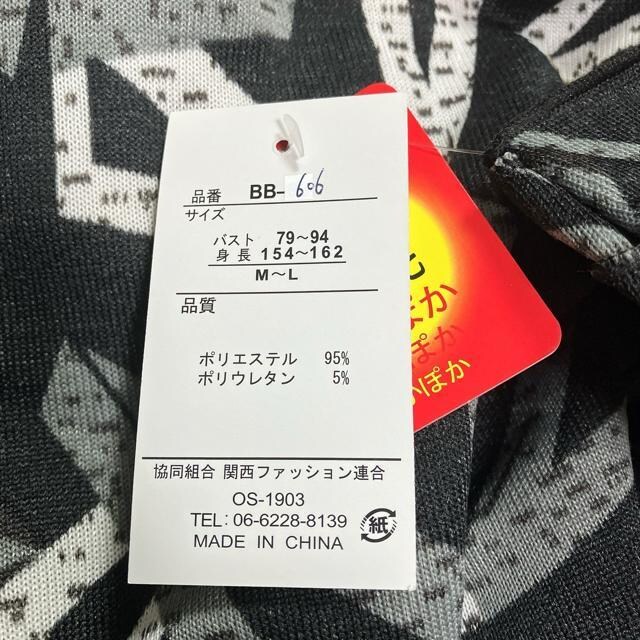 品番 BB-606
サイズ
バスト 79～94
身長 154～162
M～L
品質
ポリエステル 95%
ポリウレタン 5%
協同組合 関西ファッション連合
OS-1903
TEL: 06-6228-8139
MADE IN CHINA
紙
ぽか
ぽか
かぽか